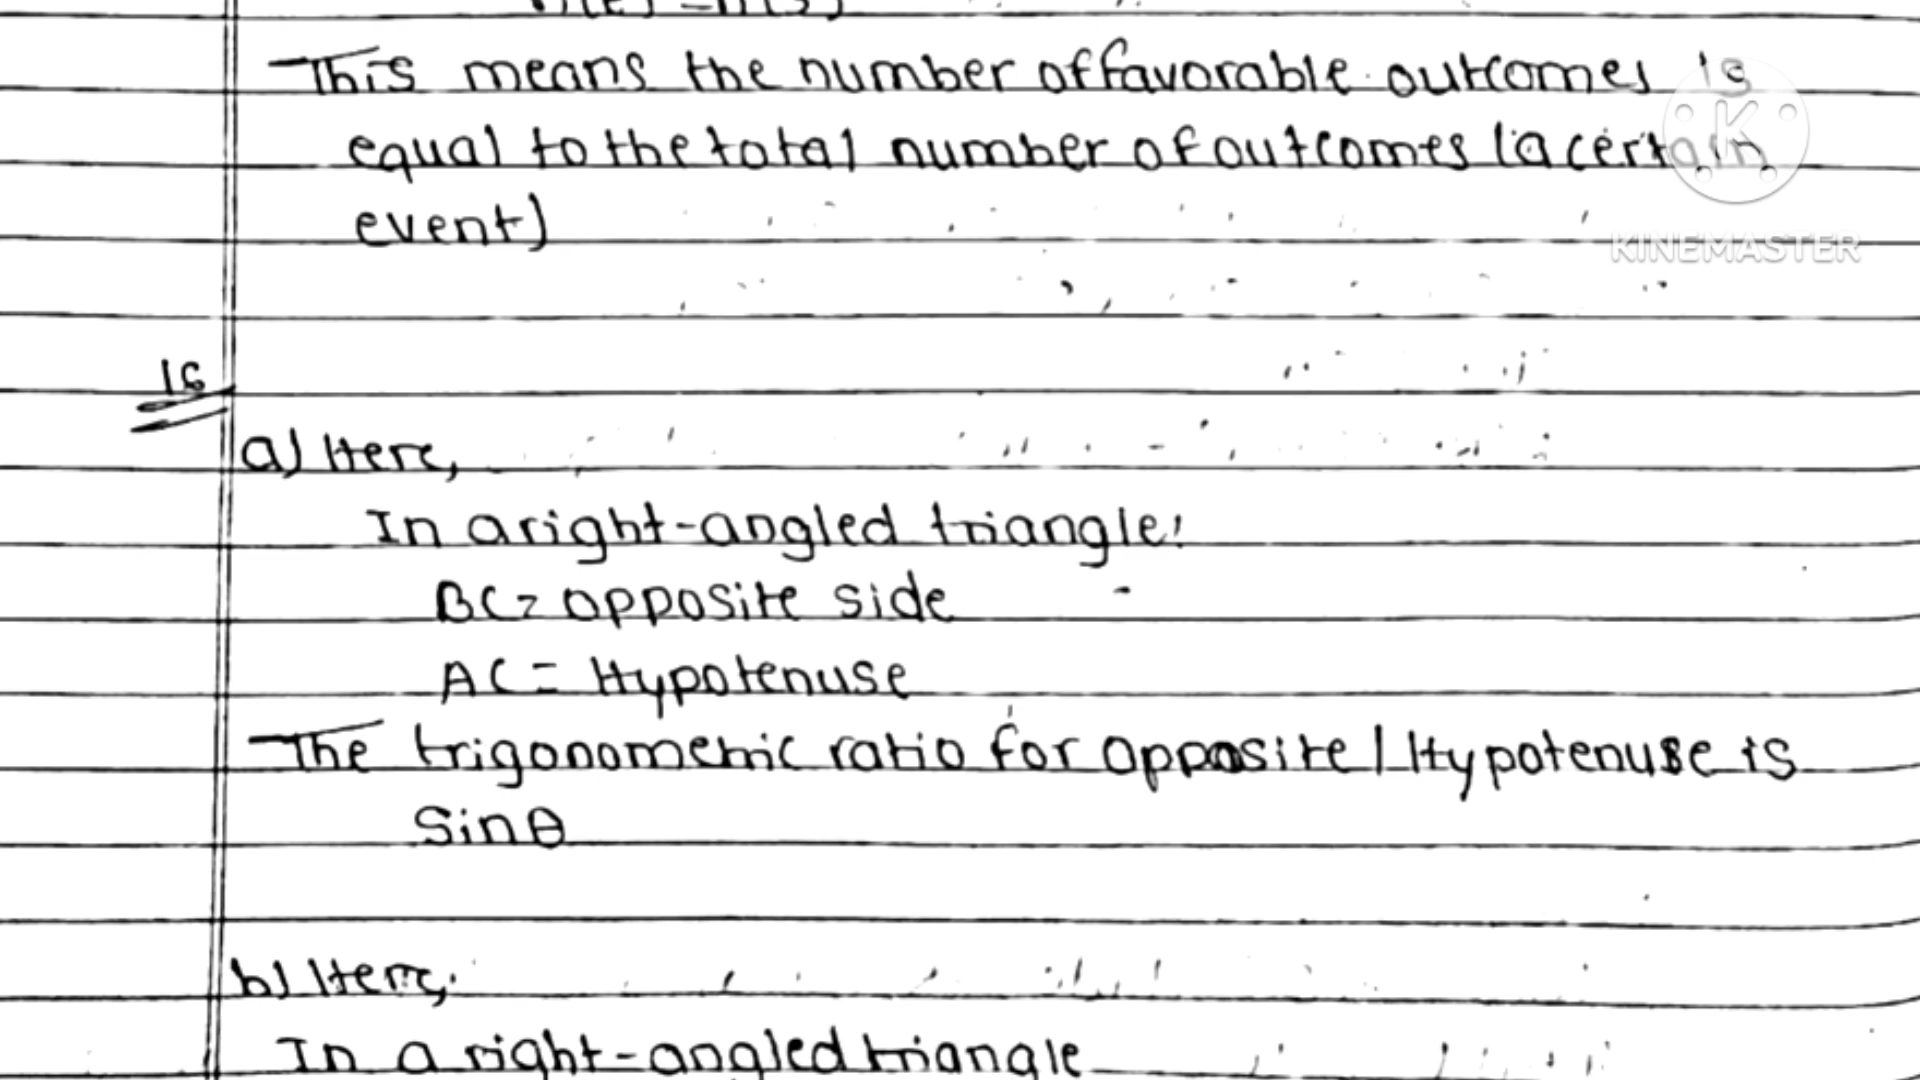 This means the number of favorable outcomes is
equal to the total number of outcomes (a certain
event)
16
a) Here,
In a right-angled triangle:
BC = opposite side
AC = Hypotenuse
The trigonometric ratio for opposite / Hypotenuse is
Sinθ
b) Here,
In a right-angled triangle
K
KINEMASTER